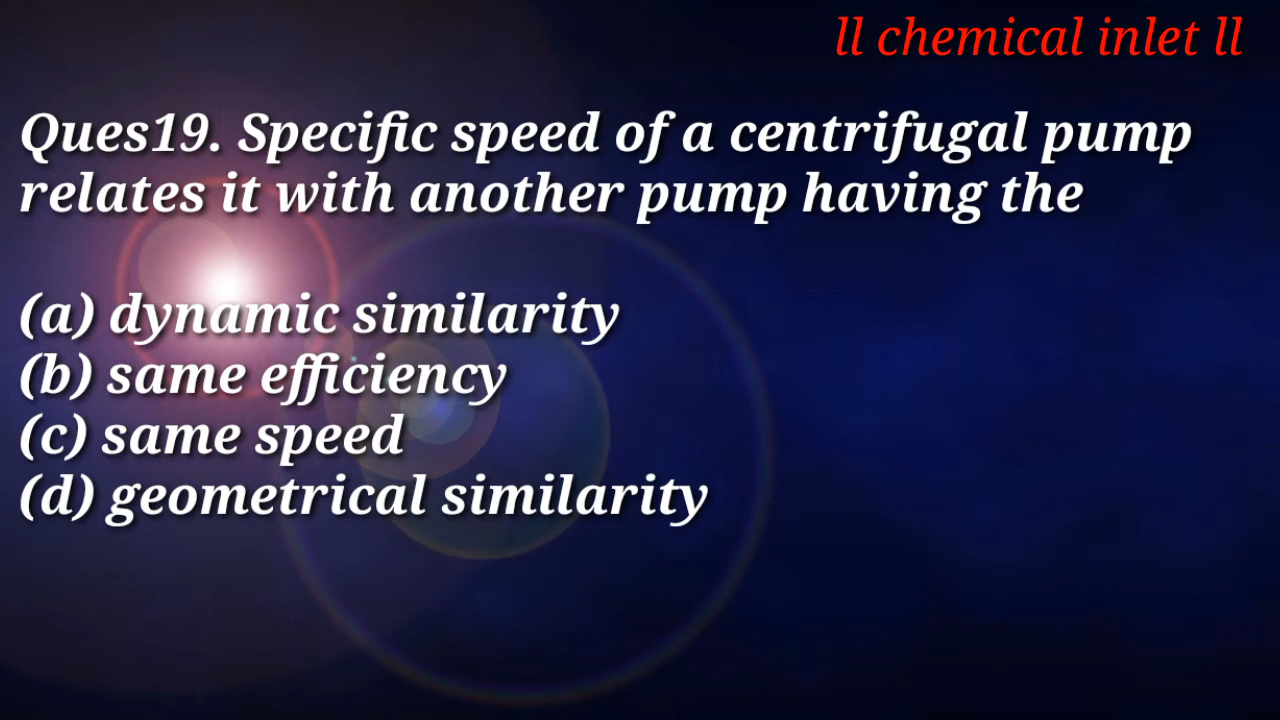 ll chemical inlet ll
Ques19. Specific speed of a centrifugal pump
relates it with another pump having the
(a) dynamic similarity
(b) same efficiency
(c) same speed
(d) geometrical similarity